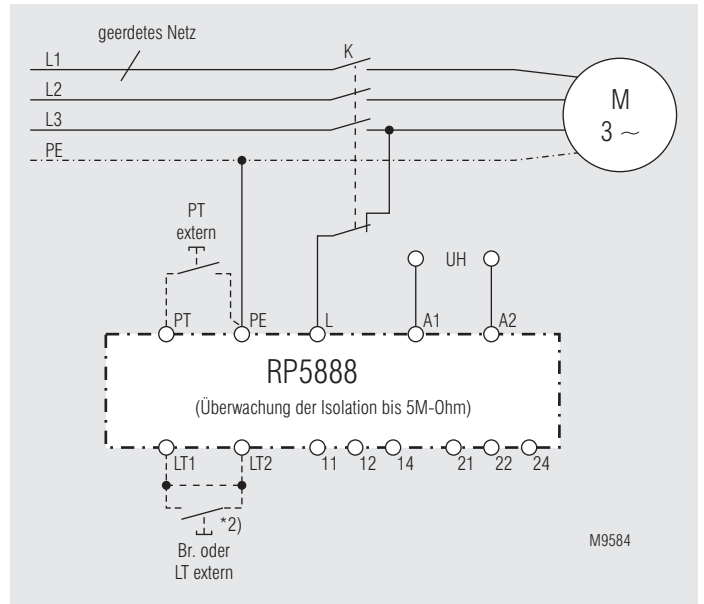 geerdetes Netz
K
L1
L2
L3
PE
M
3 ∼
PT
extern
UH
PT
PE
L
A1
A2
RP5888
(Überwachung der Isolation bis 5M-Ohm)
LT1
LT2
11
12
14
21
22
24
*2)
Br. oder
LT extern
M9584